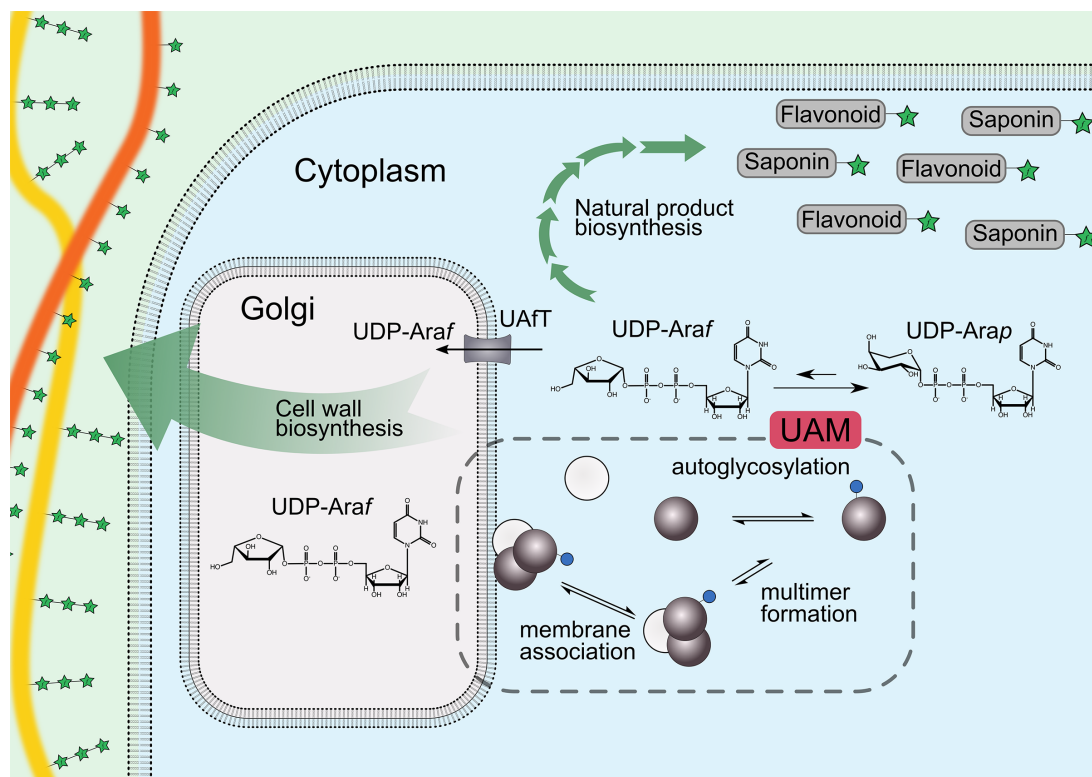 Flavonoid
Saponin
Cytoplasm
Saponin
Flavonoid
Natural product
biosynthesis
Flavonoid
Saponin
Golgi
UAfT
UDP-Araf
UDP-Araf
UDP-Arap
Cell wall
biosynthesis
UAM
autoglycosylation
UDP-Araf
multimer
formation
membrane
association